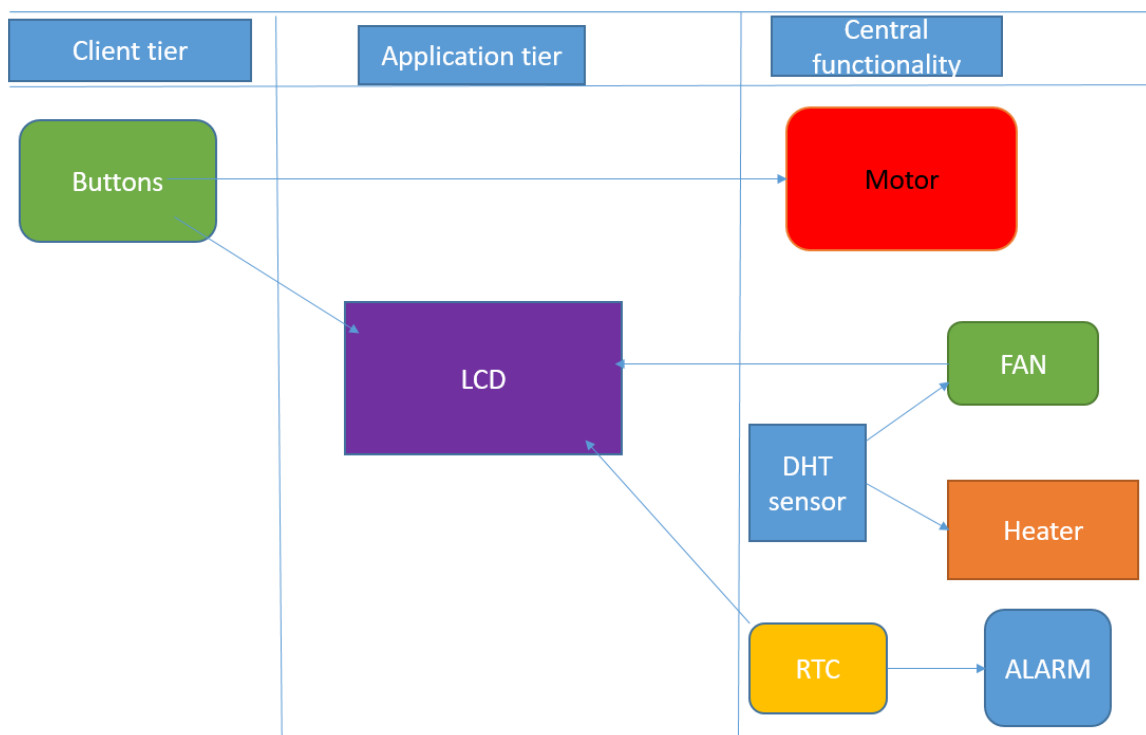 Client tier
Application tier
Central
functionality
Buttons
Motor
LCD
FAN
DHT
sensor
Heater
RTC
ALARM